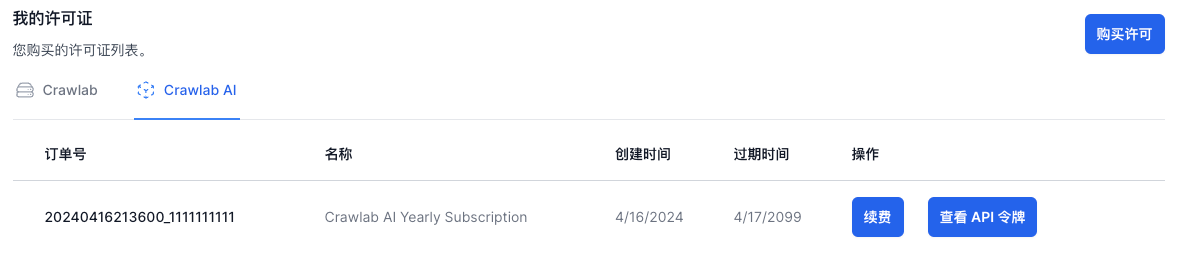 我的许可证
购买许可
您购买的许可证列表。
Crawlab Crawlab AI
订单号 名称 创建时间 过期时间 操作
20240416213600_1111111111 Crawlab AI Yearly Subscription 4/16/2024 4/17/2099 续费 查看 API 令牌